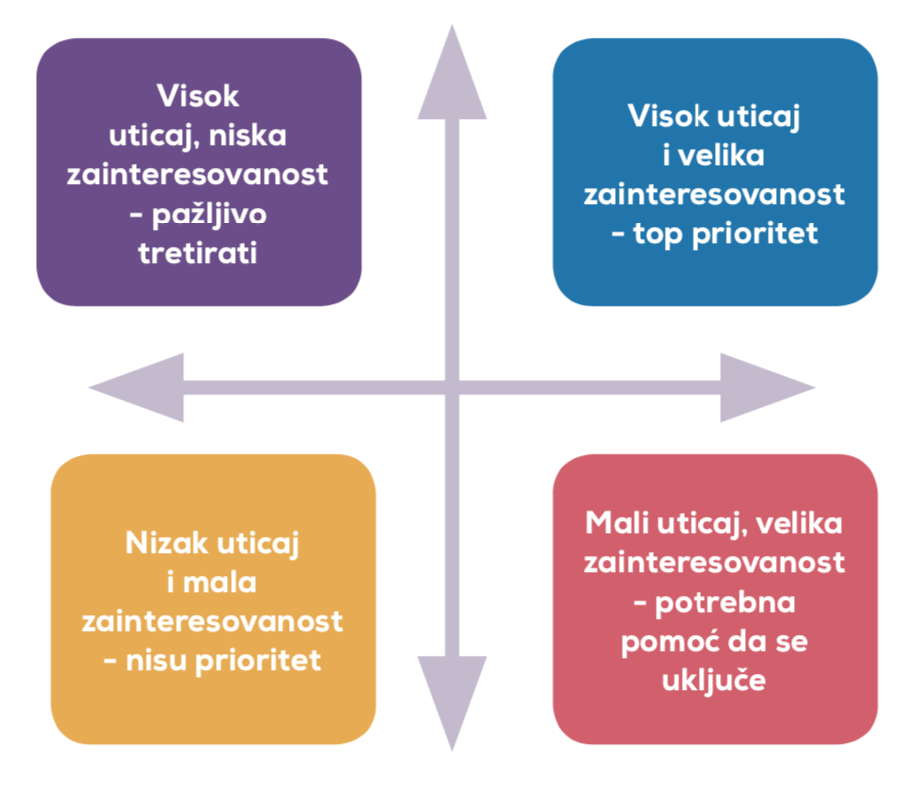 Visok
uticaj, niska
zainteresovanost
- pažljivo
tretirati
Visok uticaj
i velika
zainteresovanost
- top prioritet
Nizak uticaj
i mala
zainteresovanost
- nisu prioritet
Mali uticaj, velika
zainteresovanost
- potrebna
pomoć da se
uključe